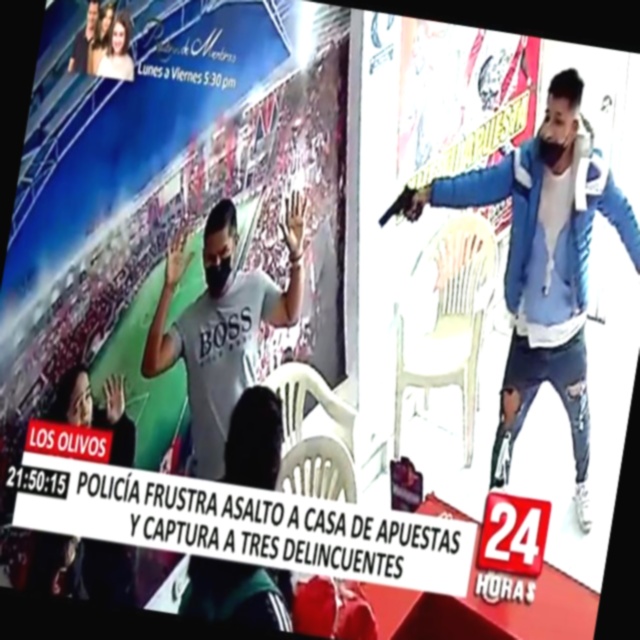 Lunes a Viernes 5:30 pm
BOSS
LOS OLIVOS
21:50:15
POLICÍA FRUSTRA ASALTO A CASA DE APUESTAS
Y CAPTURA A TRES DELINCUENTES
24
HORAS